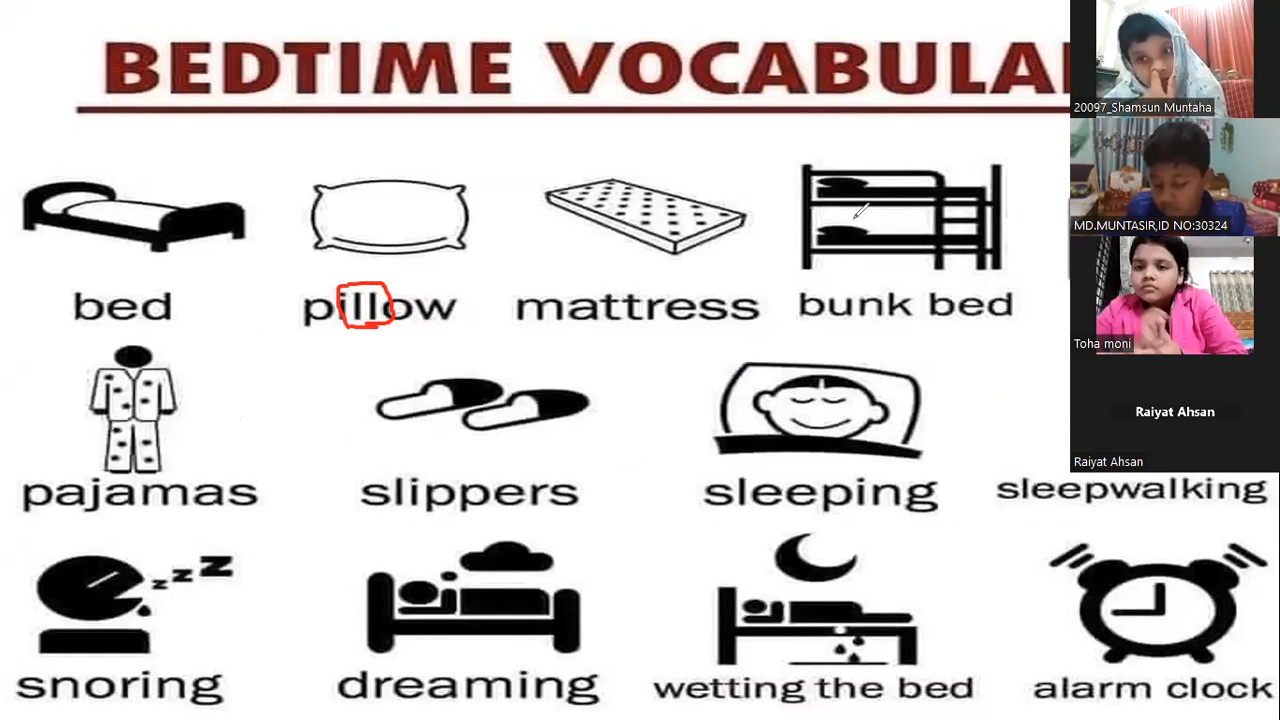 BEDTIME VOCABULA
bed pillow mattress bunk bed
pajamas slippers sleeping sleepwalking
z z Z
snoring dreaming wetting the bed alarm clock
20097_Shamsun Muntaha
MD.MUNTASIR,ID NO:30324
Toha moni
Raiyat Ahsan
Raiyat Ahsan